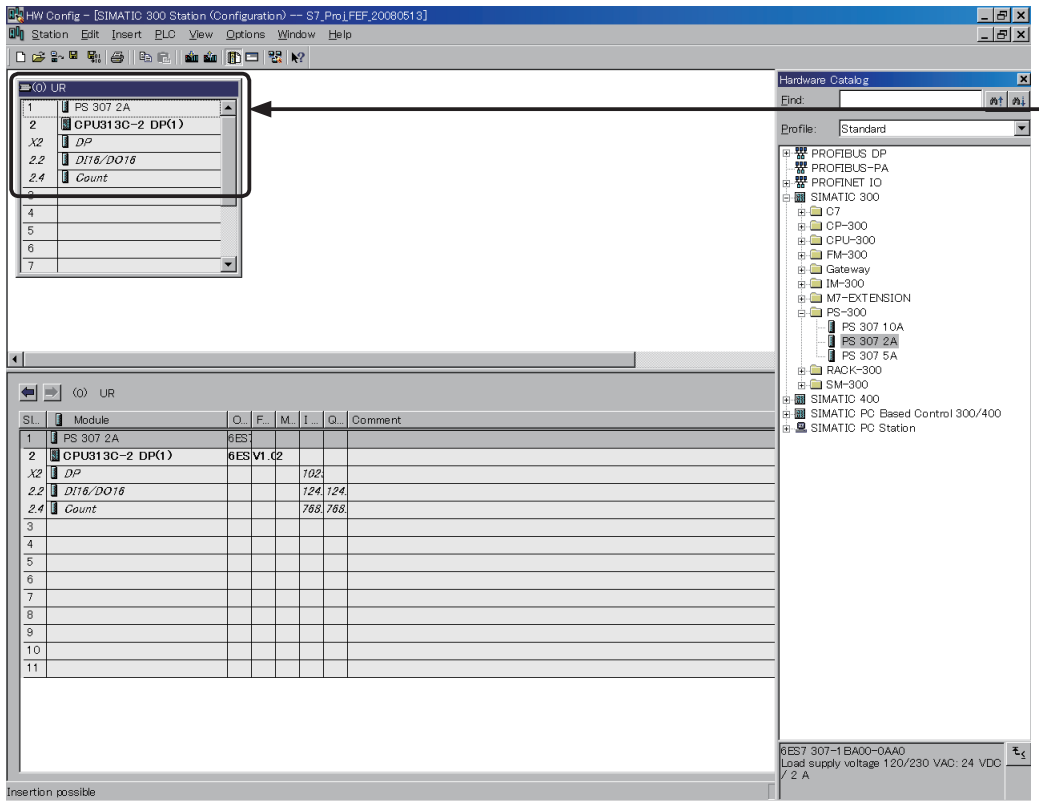 HW Config - [SIMATIC 300 Station (Configuration) -- S7_Proj_FEF_20080513]
Station Edit Insert PLC View Options Window Help
(0) UR
1 PS 307 2A
2 CPU313C-2 DP(1)
X2 DP
2.2 DI16/DO16
2.4 Count
3
4
5
6
7
(0) UR
Sl... Module O... F... M... I ... Q... Comment
1 PS 307 2A 6ES7
2 CPU313C-2 DP(1) 6ES V1.0 2
X2 DP 102:
2.2 DI16/DO16 124. 124.
2.4 Count 768. 768.
3
4
5
6
7
8
9
10
11
Insertion possible
Hardware Catalog
Find:
Profile: Standard
PROFIBUS DP
PROFIBUS-PA
PROFINET IO
SIMATIC 300
C7
CP-300
CPU-300
FM-300
Gateway
IM-300
M7-EXTENSION
PS-300
PS 307 10A
PS 307 2A
PS 307 5A
RACK-300
SM-300
SIMATIC 400
SIMATIC PC Based Control 300/400
SIMATIC PC Station
6ES7 307-1BA00-0AA0
Load supply voltage 120/230 VAC: 24 VDC
/ 2 A